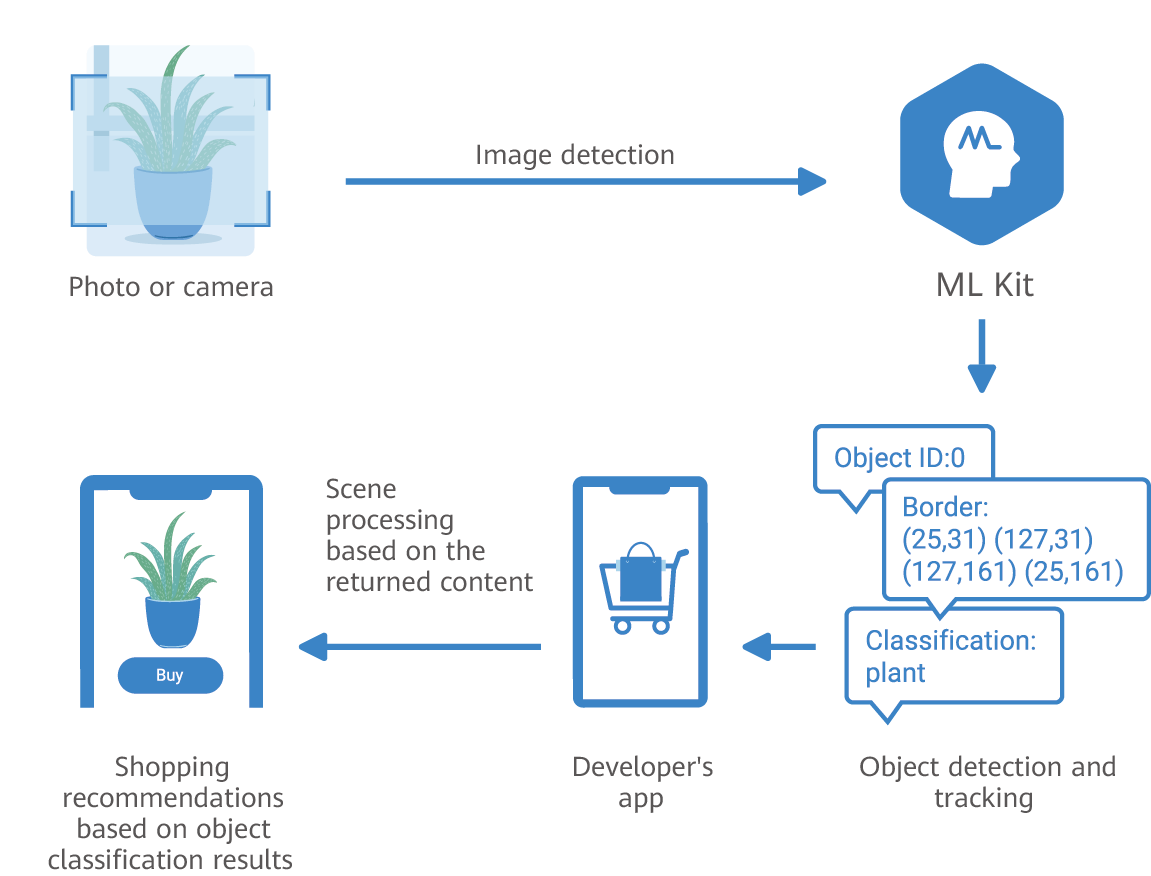 Image detection
Photo or camera
ML Kit
Object ID:0
Border:
(25,31) (127,31)
(127,161) (25,161)
Classification:
plant
Object detection and
tracking
Developer's
app
Scene
processing
based on the
returned content
Buy
Shopping
recommendations
based on object
classification results